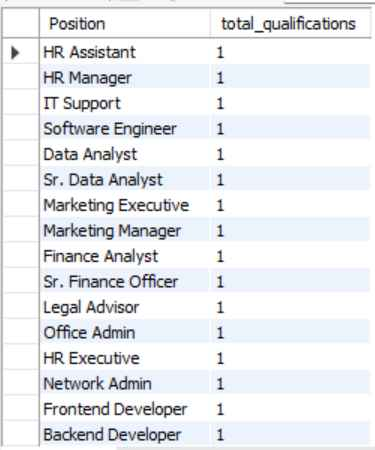 Position total_qualifications
HR Assistant 1
HR Manager 1
IT Support 1
Software Engineer 1
Data Analyst 1
Sr. Data Analyst 1
Marketing Executive 1
Marketing Manager 1
Finance Analyst 1
Sr. Finance Officer 1
Legal Advisor 1
Office Admin 1
HR Executive 1
Network Admin 1
Frontend Developer 1
Backend Developer 1